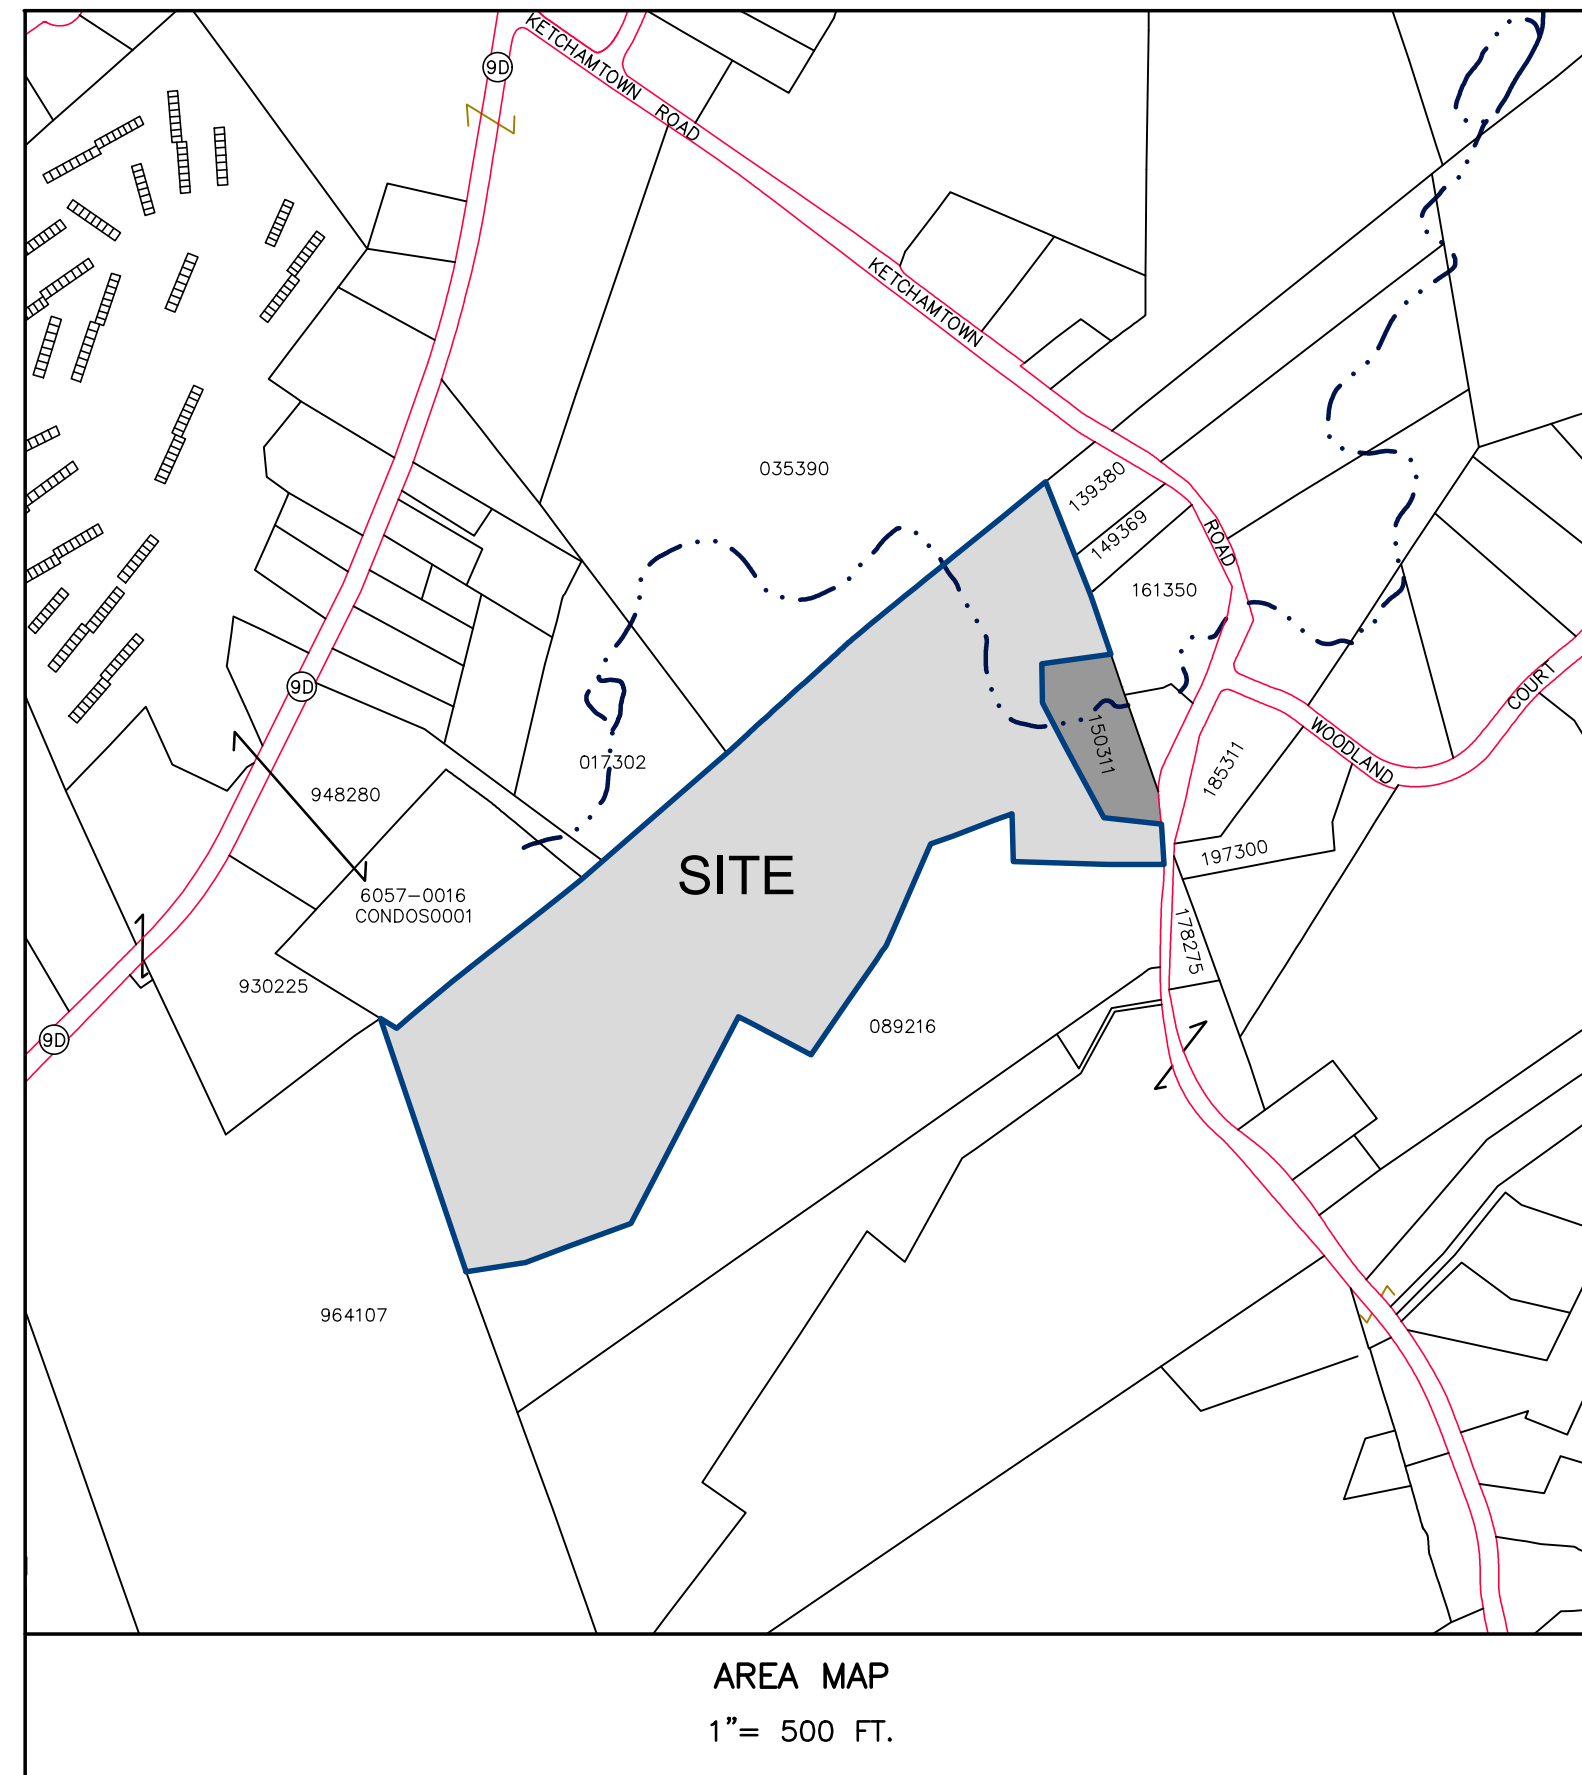 KETCHAMTOWN ROAD
9D
KETCHAMTOWN
035390
139380
149369
ROAD
161350
9D
COURT
150311
WOODLAND
017302
185311
948280
197300
SITE
6057-0016
CONDOS0001
178275
930225
089216
9D
964107
AREA MAP
1"= 500 FT.